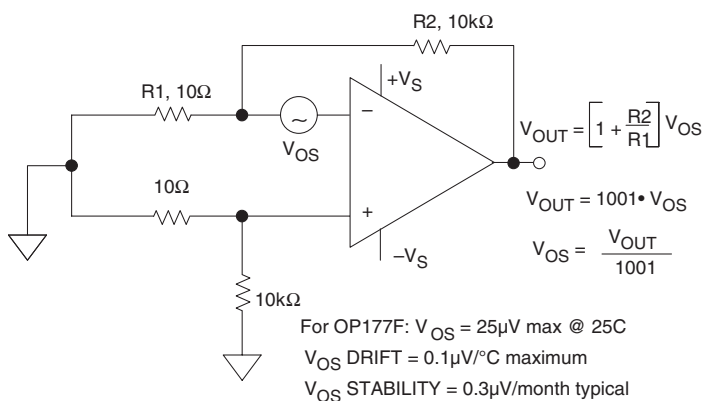 R2, 10kΩ
+VS
R1, 10Ω
–
∼
VOS
VOUT = [1 + R2/R1] VOS
10Ω
+
VOUT = 1001• VOS
–VS
VOS = VOUT/1001
10kΩ
For OP177F: VOS = 25µV max @ 25C
VOS DRIFT = 0.1µV/°C maximum
VOS STABILITY = 0.3µV/month typical